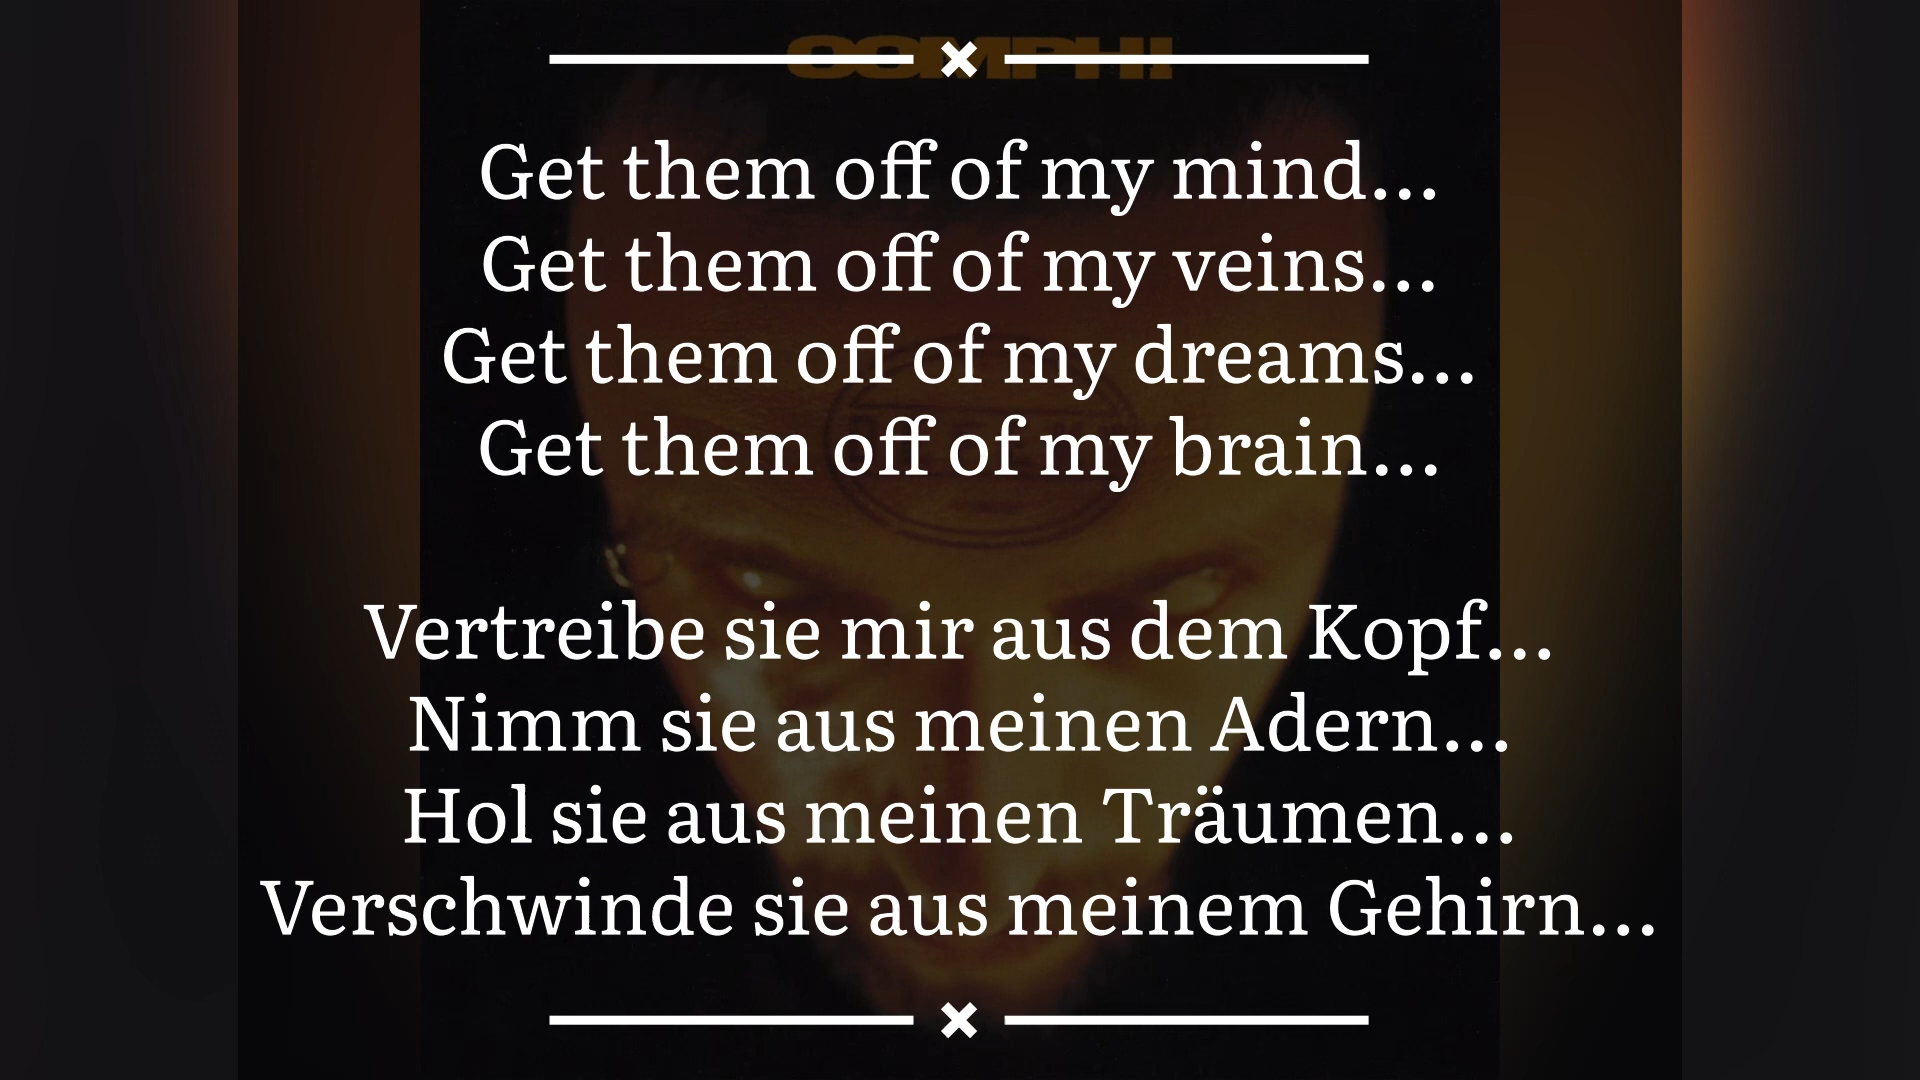 OOMPH!
Get them off of my mind...
Get them off of my veins...
Get them off of my dreams...
Get them off of my brain...
Vertreibe sie mir aus dem Kopf...
Nimm sie aus meinen Adern...
Hol sie aus meinen Träumen...
Verschwinde sie aus meinem Gehirn...